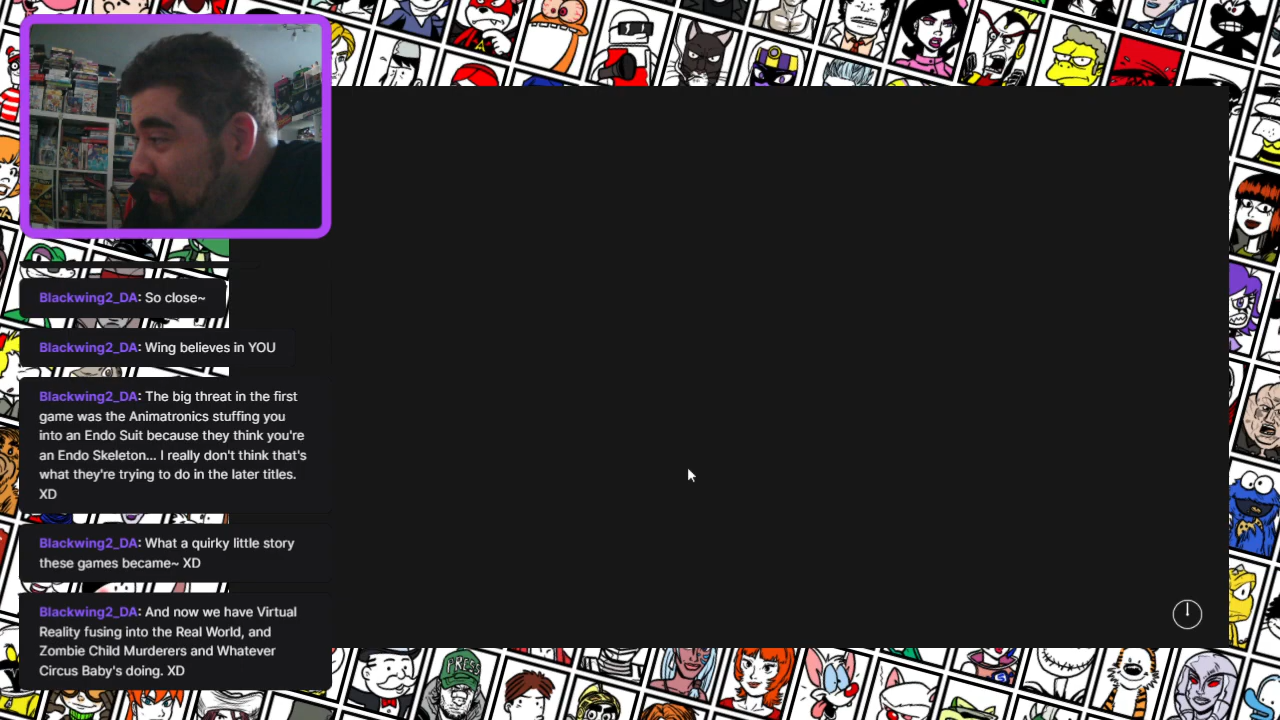 Blackwing2_DA: So close~
Blackwing2_DA: Wing believes in YOU
Blackwing2_DA: The big threat in the first
game was the Animatronics stuffing you
into an Endo Suit because they think you're
an Endo Skeleton... I really don't think that's
what they're trying to do in the later titles.
XD
Blackwing2_DA: What a quirky little story
these games became~ XD
Blackwing2_DA: And now we have Virtual
Reality fusing into the Real World, and
Zombie Child Murderers and Whatever
Circus Baby's doing. XD
PRESS